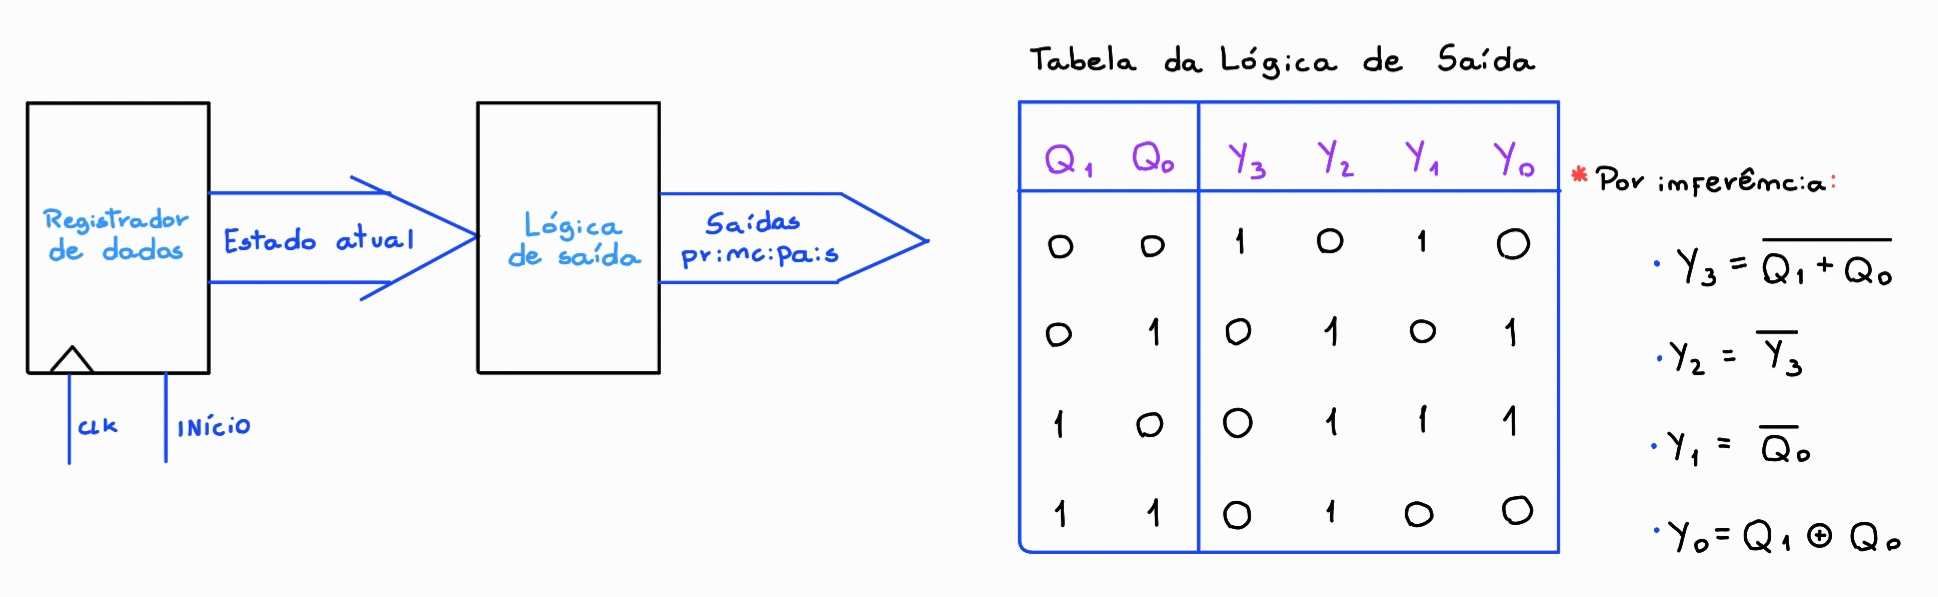 Registrador
de dados
Estado atual
Lógica
de saída
Saídas
principais
CLK
INÍCIO
Tabela da Lógica de Saída
Q₁ Q₀ Y₃ Y₂ Y₁ Y₀
0 0 1 0 1 0
0 1 0 1 0 1
1 0 0 1 1 1
1 1 0 1 0 0
* Por inferência:
· Y₃ = \overline{Q₁ + Q₀}
· Y₂ = \overline{Y₃}
· Y₁ = \overline{Q₀}
· Y₀ = Q₁ ⊕ Q₀